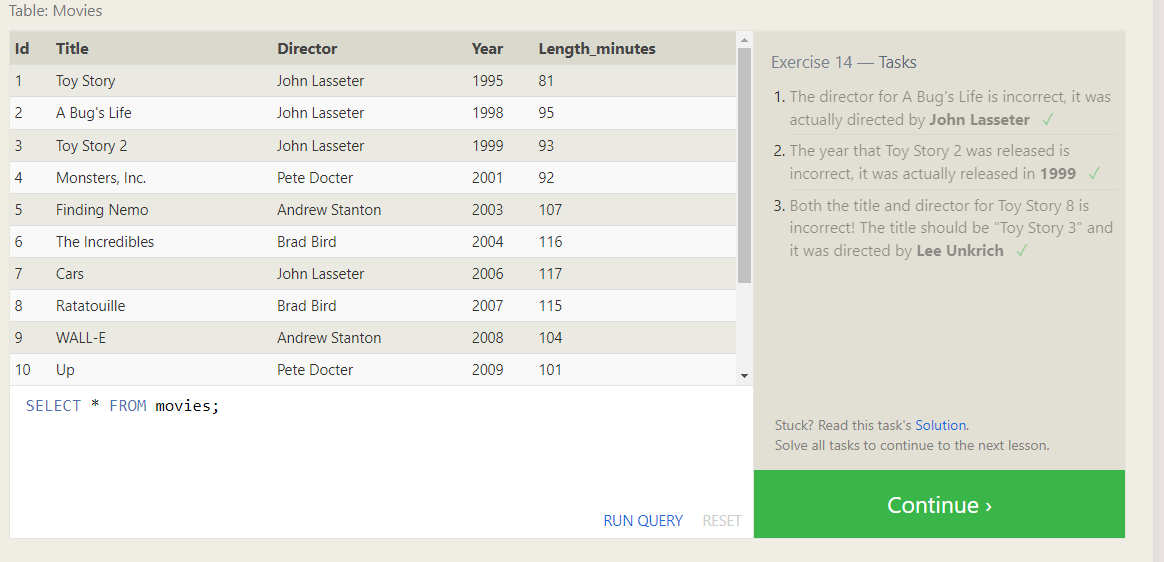 Table: Movies
Id Title Director Year Length_minutes
1 Toy Story John Lasseter 1995 81
2 A Bug's Life John Lasseter 1998 95
3 Toy Story 2 John Lasseter 1999 93
4 Monsters, Inc. Pete Docter 2001 92
5 Finding Nemo Andrew Stanton 2003 107
6 The Incredibles Brad Bird 2004 116
7 Cars John Lasseter 2006 117
8 Ratatouille Brad Bird 2007 115
9 WALL-E Andrew Stanton 2008 104
10 Up Pete Docter 2009 101
SELECT * FROM movies;
RUN QUERY RESET
Exercise 14 — Tasks
1. The director for A Bug's Life is incorrect, it was
actually directed by John Lasseter ✓
2. The year that Toy Story 2 was released is
incorrect, it was actually released in 1999 ✓
3. Both the title and director for Toy Story 8 is
incorrect! The title should be "Toy Story 3" and
it was directed by Lee Unkrich ✓
Stuck? Read this task's Solution.
Solve all tasks to continue to the next lesson.
Continue ›